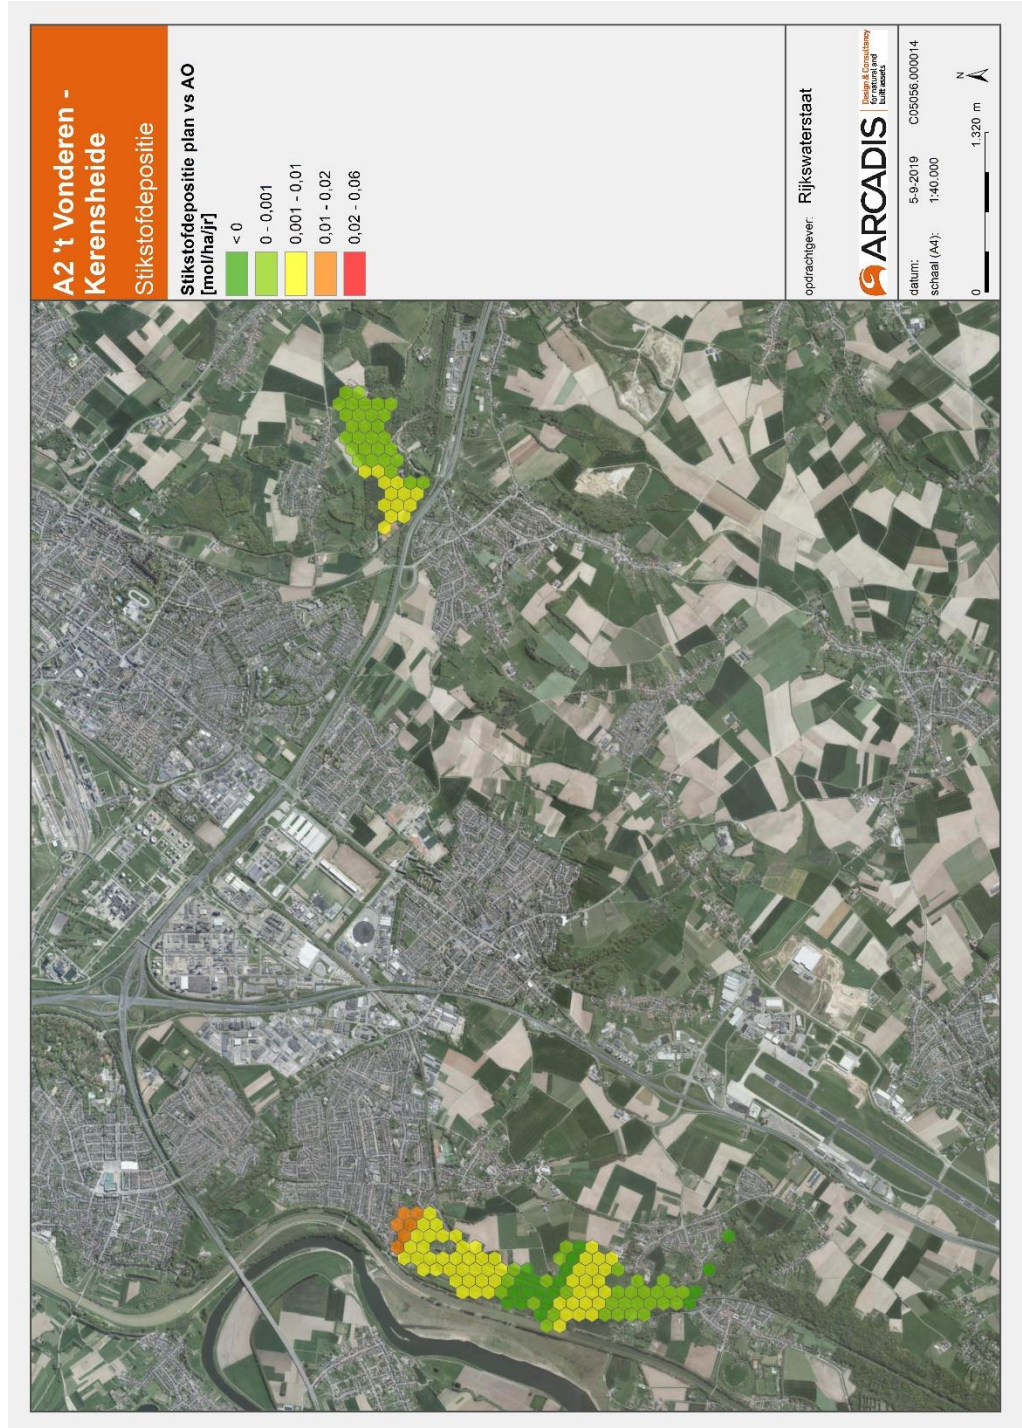 A2 't Vonderen -
Kerensheide
Stikstofdepositie
Stikstofdepositie plan vs AO
[mol/ha/jr]
< 0
0 - 0,001
0,001 - 0,01
0,01 - 0,02
0,02 - 0,06
opdrachtgever: Rijkswaterstaat
ARCADIS
Design & Consultancy
for natural and
built assets
datum: 5-9-2019 C05056.000014
schaal (A4): 1:40.000
N
0 1.320 m